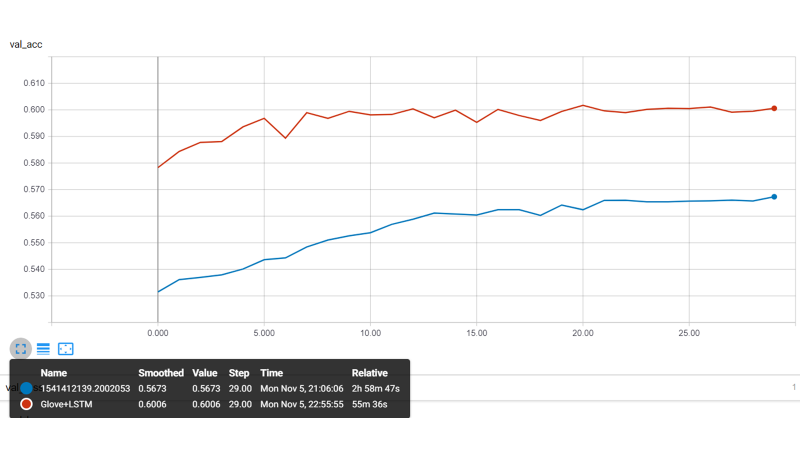 val_acc
0.610
0.600
0.590
0.580
0.570
0.560
0.550
0.540
0.530
0.000 5.000 10.00 15.00 20.00 25.00
Name Smoothed Value Step Time Relative
1541412139.2002053 0.5673 0.5673 29.00 Mon Nov 5, 21:06:06 2h 58m 47s
Glove+LSTM 0.6006 0.6006 29.00 Mon Nov 5, 22:55:55 55m 36s
1